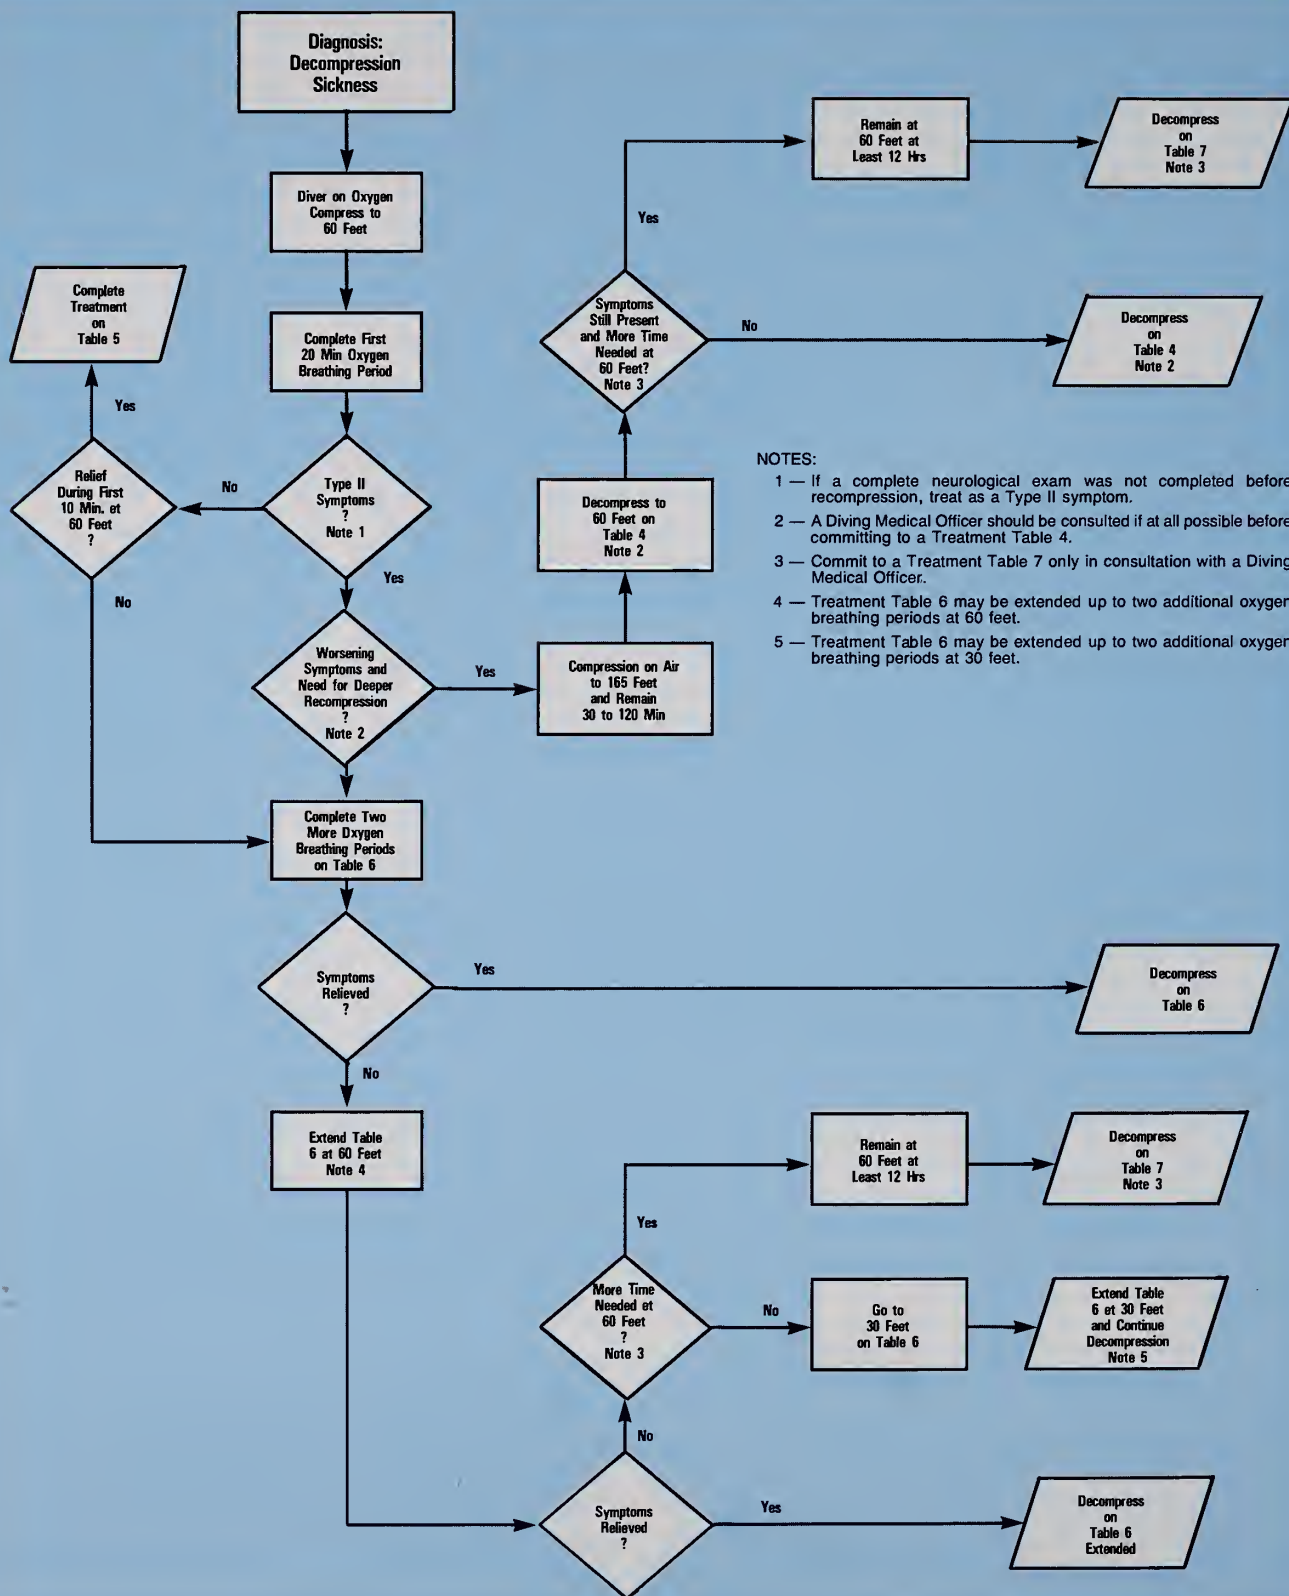 Diagnosis:
Decompression
Sickness
Diver on Oxygen
Compress to
60 Feet
Complete First
20 Min Oxygen
Breathing Period
Type II
Symptoms
?
Note 1
No
Yes
Relief
During First
10 Min. et
60 Feet
?
Yes
No
Complete
Treatment
on
Table 5
Worsening
Symptoms and
Need for Deeper
Recompression
?
Note 2
Yes
Compression on Air
to 165 Feet
and Remain
30 to 120 Min
Decompress to
60 Feet on
Table 4
Note 2
Symptoms
Still Present
and More Time
Needed at
60 Feet?
Note 3
Yes
No
Remain at
60 Feet at
Least 12 Hrs
Decompress
on
Table 7
Note 3
Decompress
on
Table 4
Note 2
NOTES:
1 — If a complete neurological exam was not completed before
recompression, treat as a Type II symptom.
2 — A Diving Medical Officer should be consulted if at all possible before
committing to a Treatment Table 4.
3 — Commit to a Treatment Table 7 only in consultation with a Diving
Medical Officer.
4 — Treatment Table 6 may be extended up to two additional oxygen
breathing periods at 60 feet.
5 — Treatment Table 6 may be extended up to two additional oxygen
breathing periods at 30 feet.
Complete Two
More Dxygen
Breathing Periods
on Table 6
Symptoms
Relieved
?
Yes
No
Decompress
on
Table 6
Extend Table
6 at 60 Feet
Note 4
Remain at
60 Feet at
Least 12 Hrs
Decompress
on
Table 7
Note 3
Yes
More Time
Needed et
60 Feet
?
Note 3
No
Go to
30 Feet
on Table 6
Extend Table
6 et 30 Feet
and Continue
Decompression
Note 5
No
Symptoms
Relieved
?
Yes
Decompress
on
Table 6
Extended